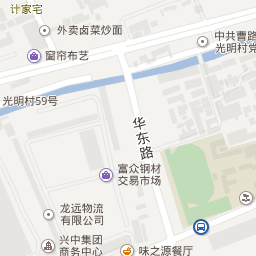 计家宅
外卖卤菜炒面
窗帘布艺
中共曹路
光明村党
光明村59号
华东路
富众钢材
交易市场
龙远物流
有限公司
兴中集团
商务中心
味之源餐厅